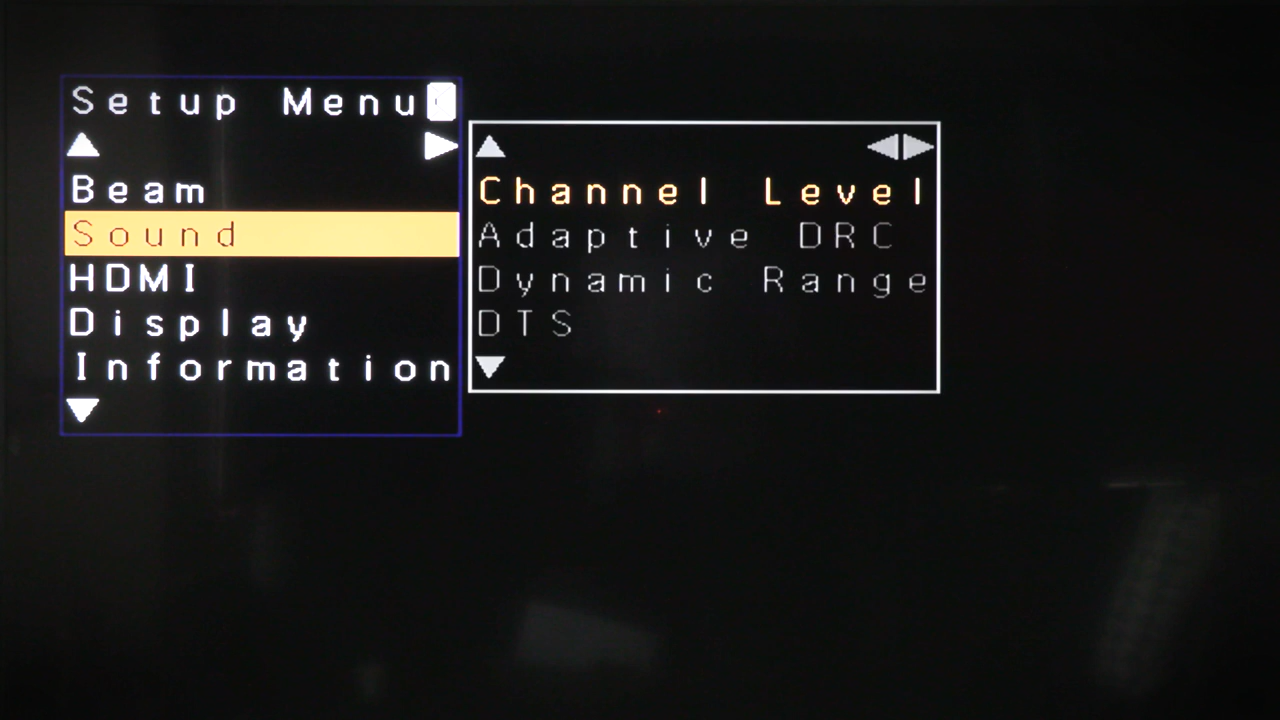 Setup Menu
Beam
Sound
HDMI
Display
Information
Channel Level
Adaptive DRC
Dynamic Range
DTS